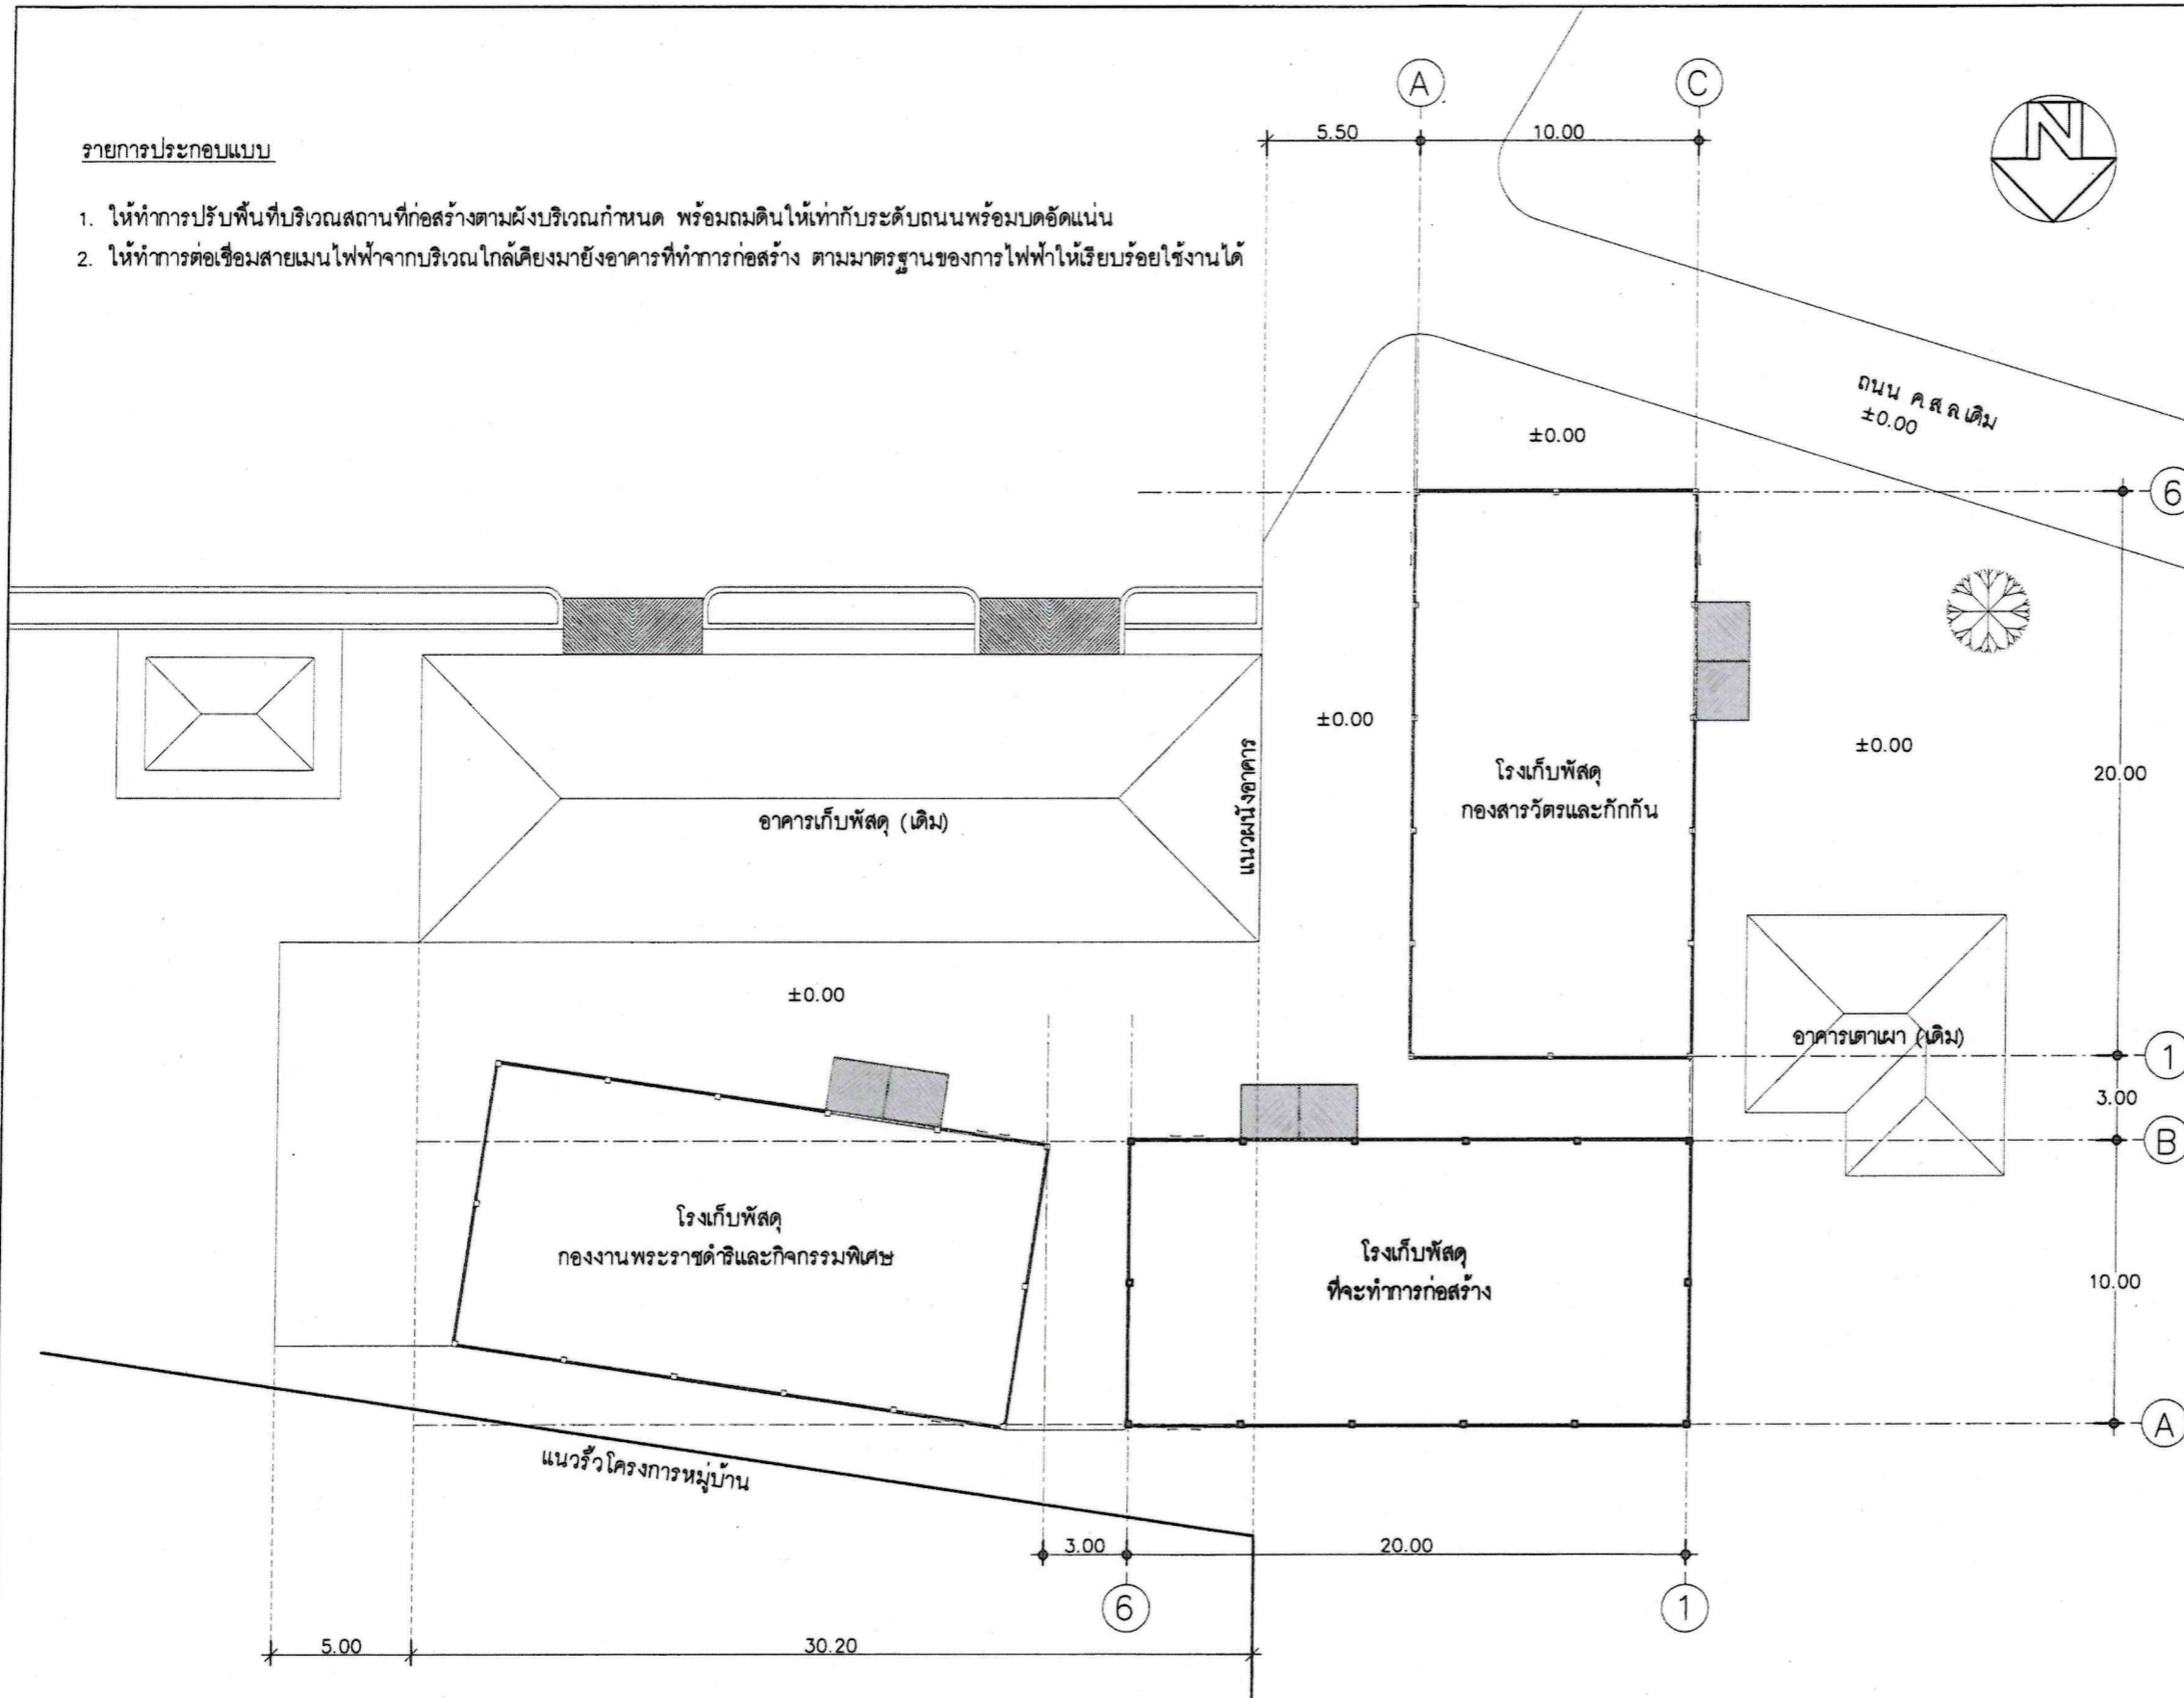 A
C
N
5.50
10.00
รายการประกอบแบบ
1. ให้ทำการปรับพื้นที่บริเวณสถานที่ก่อสร้างตามผังบริเวณกำหนด พร้อมถมดินให้เท่ากับระดับถนนพร้อมบดอัดแน่น
2. ให้ทำการต่อเชื่อมสายเมนไฟฟ้าจากบริเวณใกล้เคียงมายังอาคารที่ทำการก่อสร้าง ตามมาตรฐานของการไฟฟ้าให้เรียบร้อยใช้งานได้
ถนน ค.ส.ล.เดิม
±0.00
±0.00
6
±0.00
±0.00
แนวผนังอาคาร
โรงเก็บพัสดุ
กองสารวัตรและกักกัน
20.00
อาคารเก็บพัสดุ (เดิม)
±0.00
อาคารเตาเผา (เดิม)
1
3.00
B
โรงเก็บพัสดุ
กองงานพระราชดำริและกิจกรรมพิเศษ
โรงเก็บพัสดุ
ที่จะทำการก่อสร้าง
10.00
A
แนวรั้วโครงการหมู่บ้าน
3.00
20.00
6
1
5.00
30.20